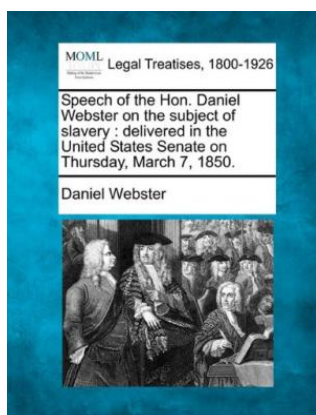 MOML Legal Treatises, 1800-1926
Speech of the Hon. Daniel
Webster on the subject of
slavery : delivered in the
United States Senate on
Thursday, March 7, 1850.
Daniel Webster